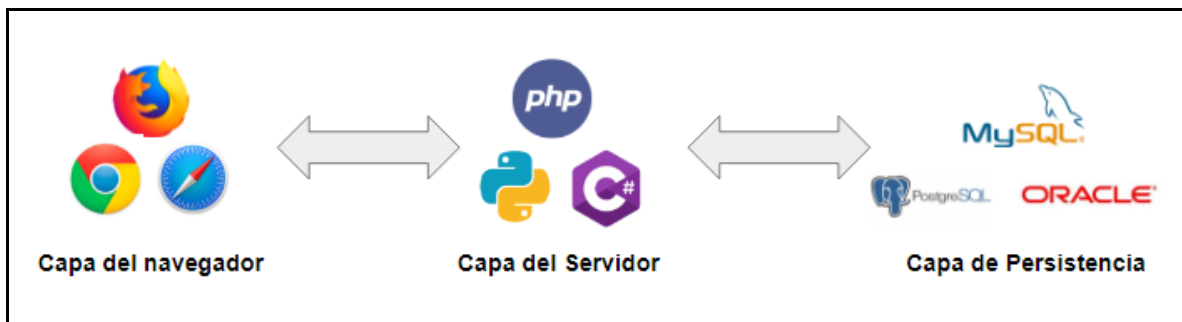 php
C#
MySQL
PostgreSQL
ORACLE
Capa del navegador
Capa del Servidor
Capa de Persistencia